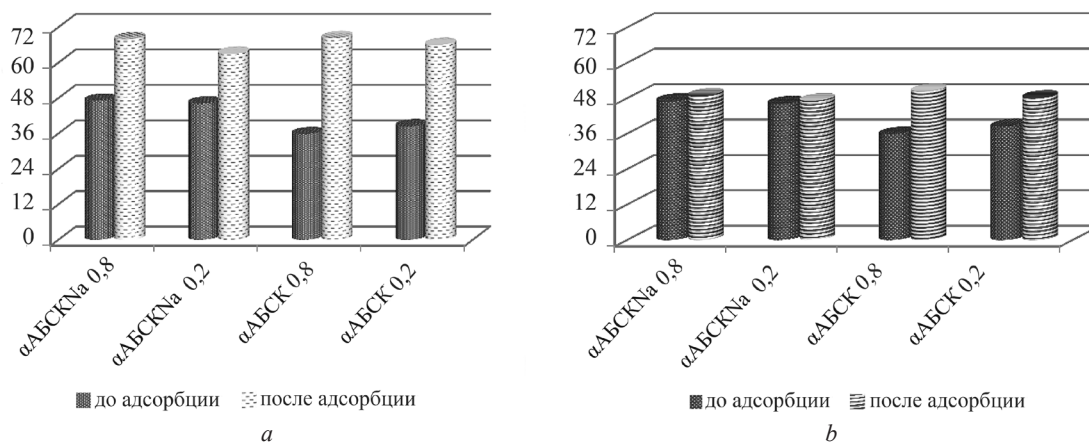 72
60
48
36
24
12
0
αАБСКNa 0,8
αАБСКNa 0,2
αАБСК 0,8
αАБСК 0,2
до адсорбции после адсорбции
a
72
60
48
36
24
12
0
αАБСКNa 0,8
αАБСКNa 0,2
αАБСК 0,8
αАБСК 0,2
до адсорбции после адсорбции
b